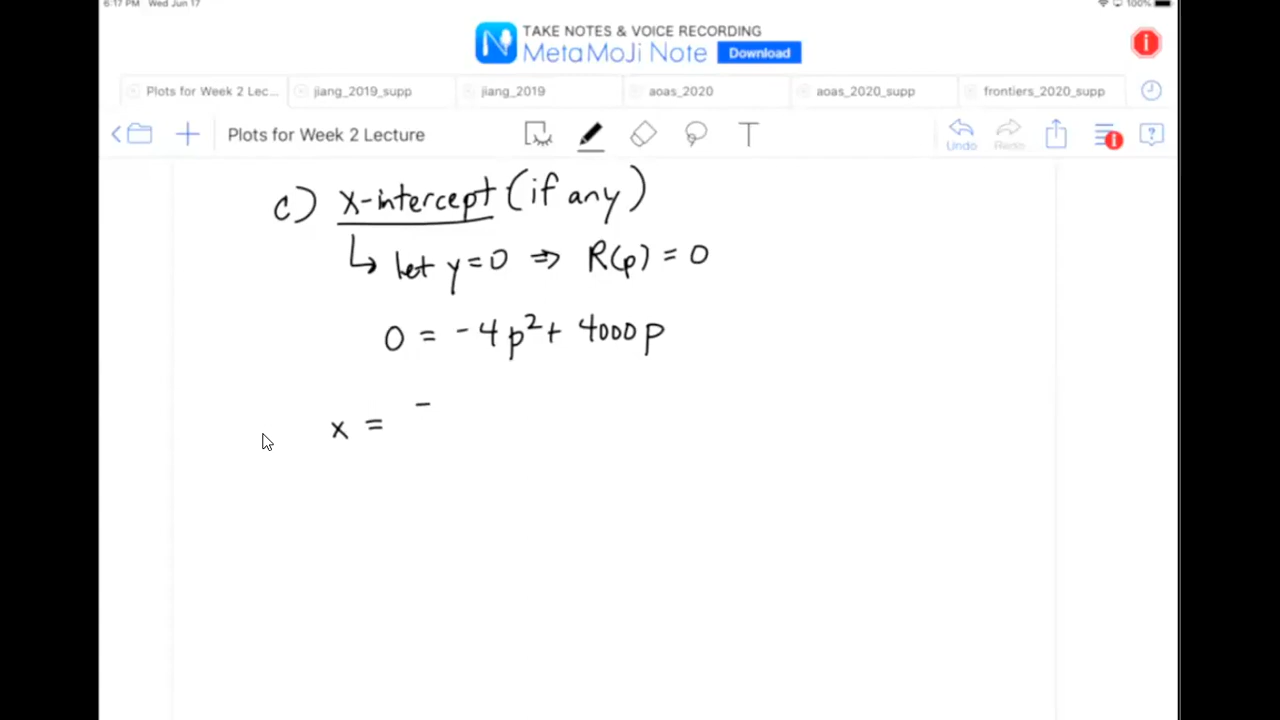 6:17 PM Wed Jun 17
100%
TAKE NOTES & VOICE RECORDING
MetaMoJi Note Download
Plots for Week 2 Lec... jiang_2019_supp jiang_2019 aoas_2020 aoas_2020_supp frontiers_2020_supp
Plots for Week 2 Lecture T Undo Redo
c) x-intercept (if any)
↳ let y=0 ⇒ R(p) = 0
0 = -4p²+ 4000p
x = -